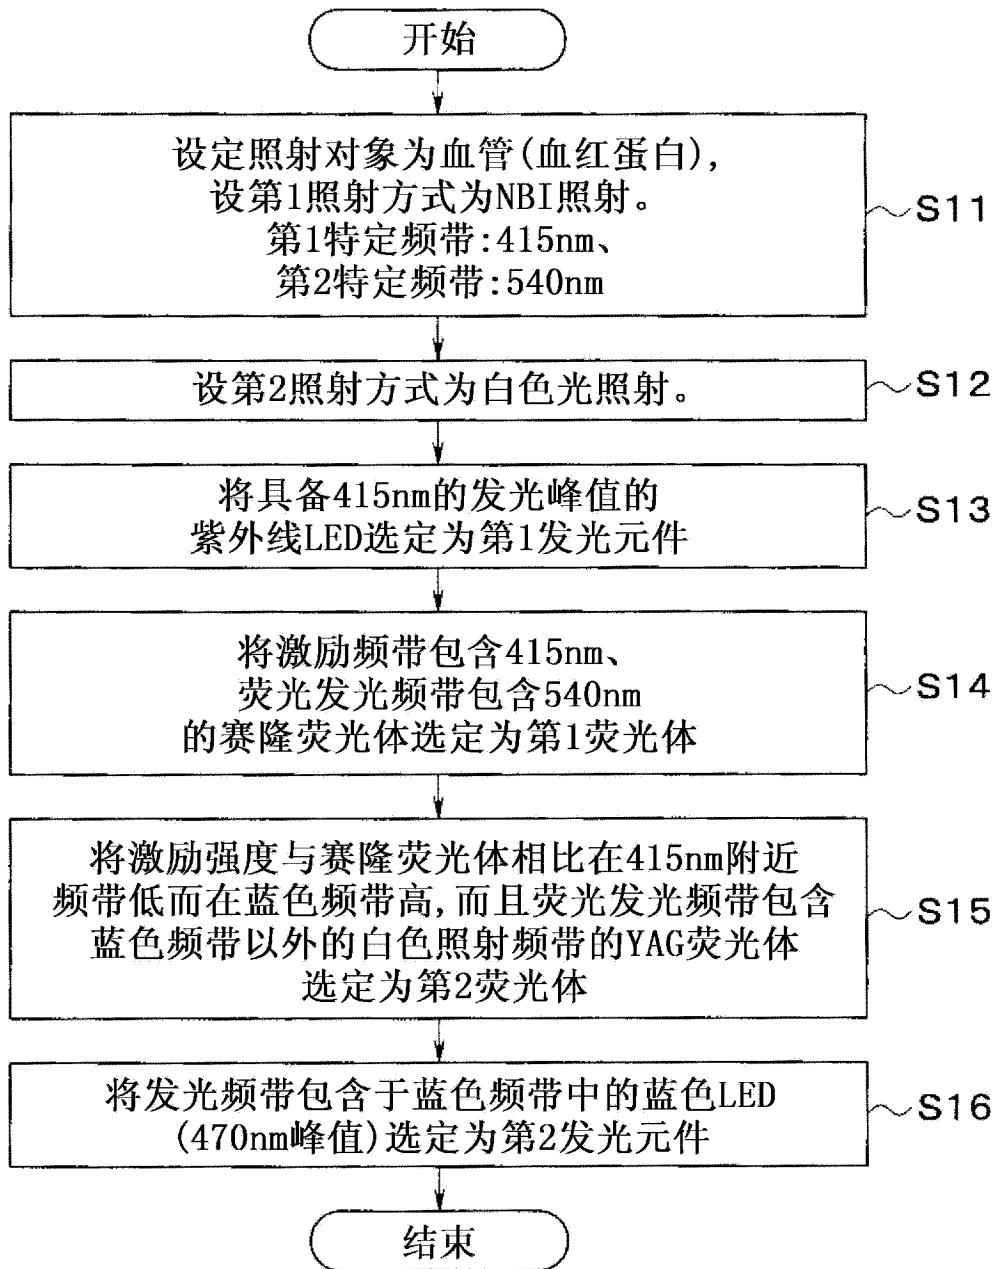 开始
设定照射对象为血管(血红蛋白),
设第1照射方式为NBI照射。
第1特定频带:415nm、
第2特定频带:540nm
S11
设第2照射方式为白色光照射。
S12
将具备415nm的发光峰值的
紫外线LED选定为第1发光元件
S13
将激励频带包含415nm、
荧光发光频带包含540nm
的赛隆荧光体选定为第1荧光体
S14
将激励强度与赛隆荧光体相比在415nm附近
频带低而在蓝色频带高,而且荧光发光频带包含
蓝色频带以外的白色照射频带的YAG荧光体
选定为第2荧光体
S15
将发光频带包含于蓝色频带中的蓝色LED
(470nm峰值)选定为第2发光元件
S16
结束